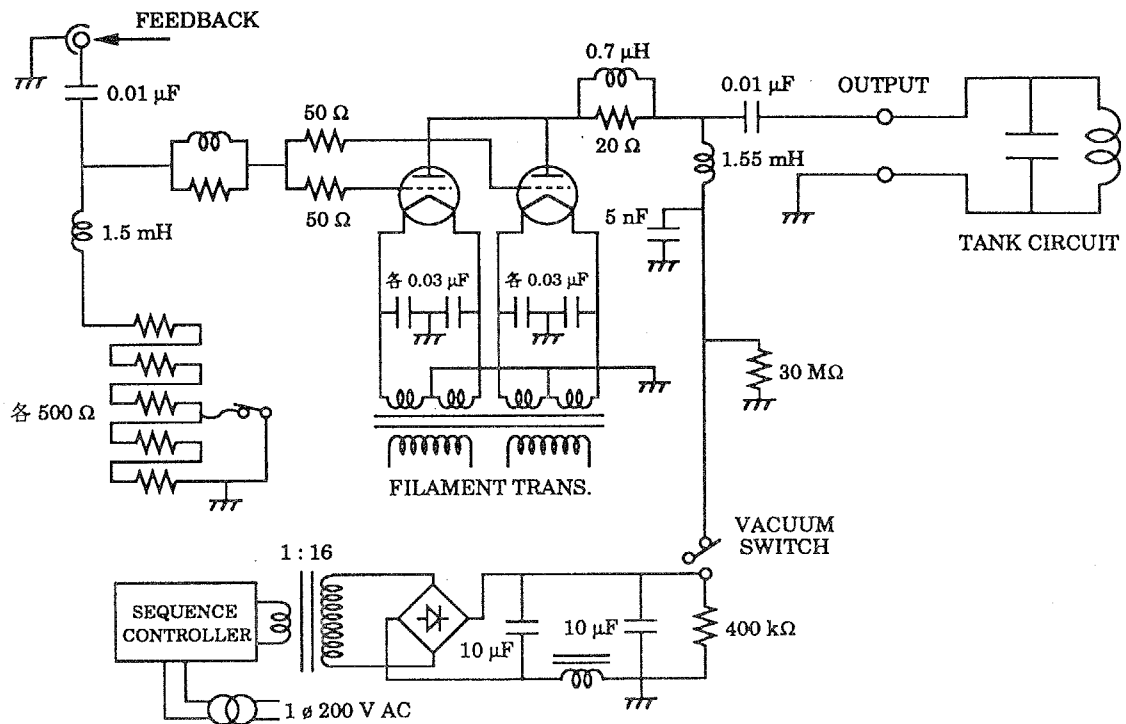 FEEDBACK
0.01 μF
0.7 μH
0.01 μF
OUTPUT
50 Ω
20 Ω
50 Ω
1.55 mH
1.5 mH
5 nF
TANK CIRCUIT
各 0.03 μF
各 0.03 μF
30 MΩ
各 500 Ω
FILAMENT TRANS.
VACUUM
SWITCH
1 : 16
SEQUENCE
CONTROLLER
10 μF
10 μF
400 kΩ
1 ø 200 V AC